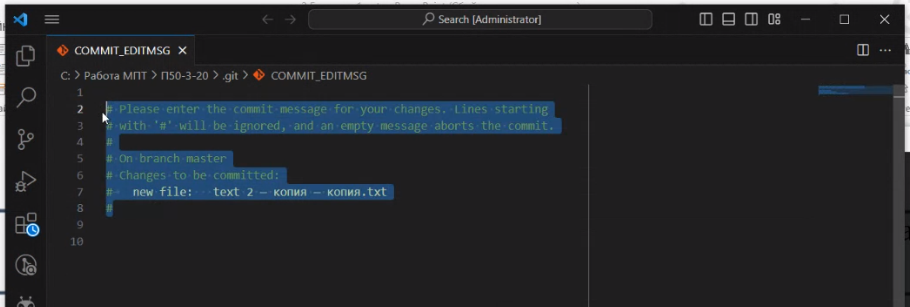 Search [Administrator]
COMMIT_EDITMSG
C: > Работа МПТ > П50-3-20 > .git > COMMIT_EDITMSG
1
2 # Please enter the commit message for your changes. Lines starting
3 # with '#' will be ignored, and an empty message aborts the commit.
4 #
5 # On branch master
6 # Changes to be committed:
7 # new file: text 2 — копия — копия.txt
8 #
9
10